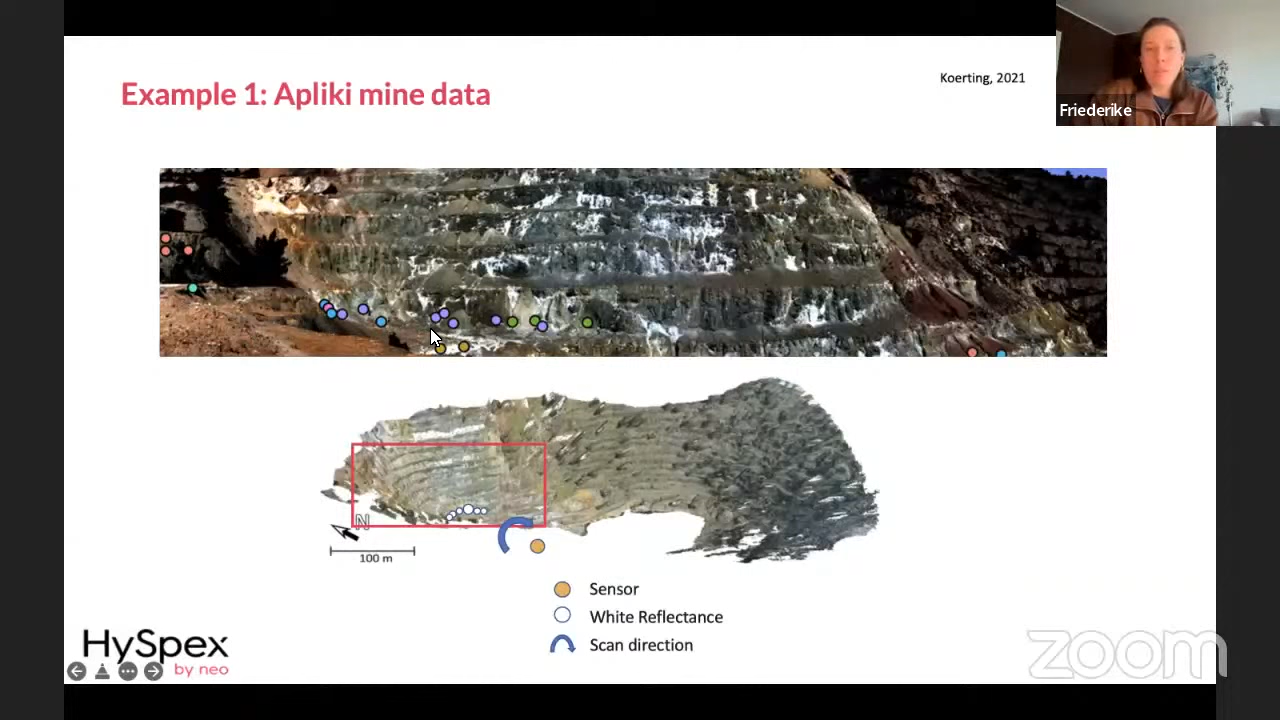 Example 1: Apliki mine data
Koerting, 2021
Friederike
N
100 m
Sensor
White Reflectance
Scan direction
HySpex
by neo
zoom